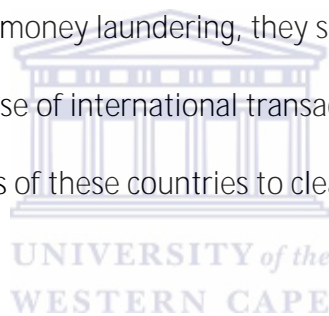 money laundering, they s
se of international transac
s of these countries to clea
UNIVERSITY of the
WESTERN CAPE